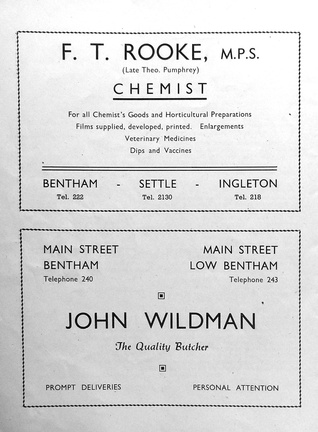 F. T. ROOKE, M.P.S.
(Late Theo. Pumphrey)
CHEMIST
For all Chemist's Goods and Horticultural Preparations
Films supplied, developed, printed. Enlargements
Veterinary Medicines
Dips and Vaccines
BENTHAM - SETTLE - INGLETON
Tel. 222 Tel. 2130 Tel. 218
MAIN STREET MAIN STREET
BENTHAM LOW BENTHAM
Telephone 240 Telephone 243
JOHN WILDMAN
The Quality Butcher
PROMPT DELIVERIES PERSONAL ATTENTION